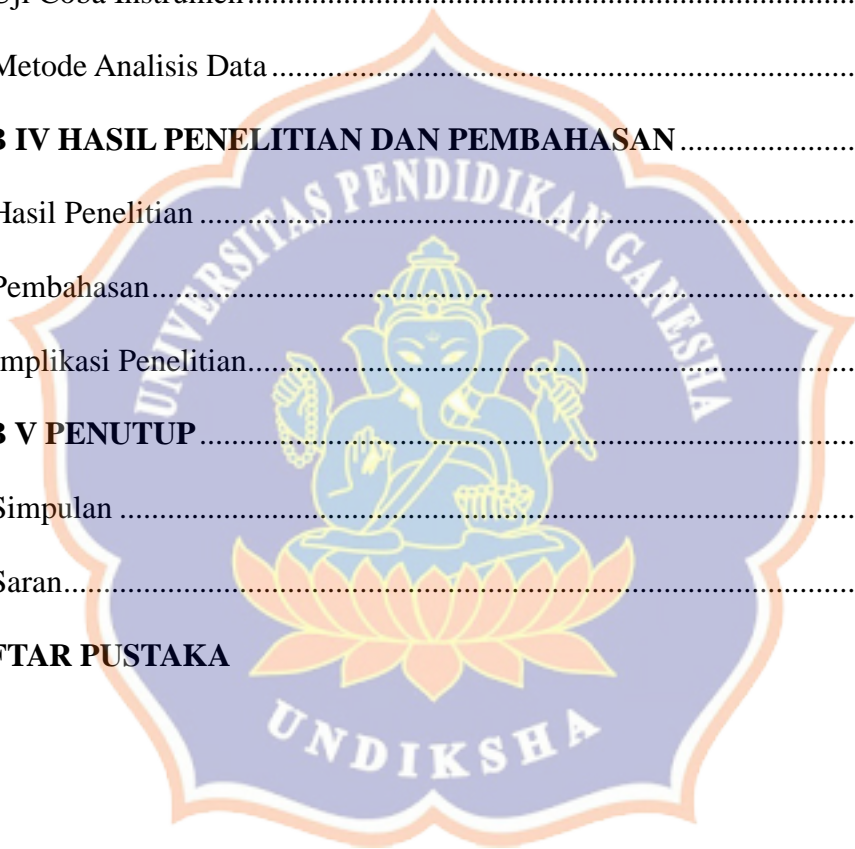 Uji Coba Instrumen................................................................................
Metode Analisis Data................................................................................
B IV HASIL PENELITIAN DAN PEMBAHASAN......................
Hasil Penelitian................................................................................
Pembahasan................................................................................
Implikasi Penelitian................................................................................
B V PENUTUP................................................................................
Simpulan................................................................................
Saran................................................................................
FTAR PUSTAKA
UNIVERSITAS PENDIDIKAN GANESHA
UNDIKSHA